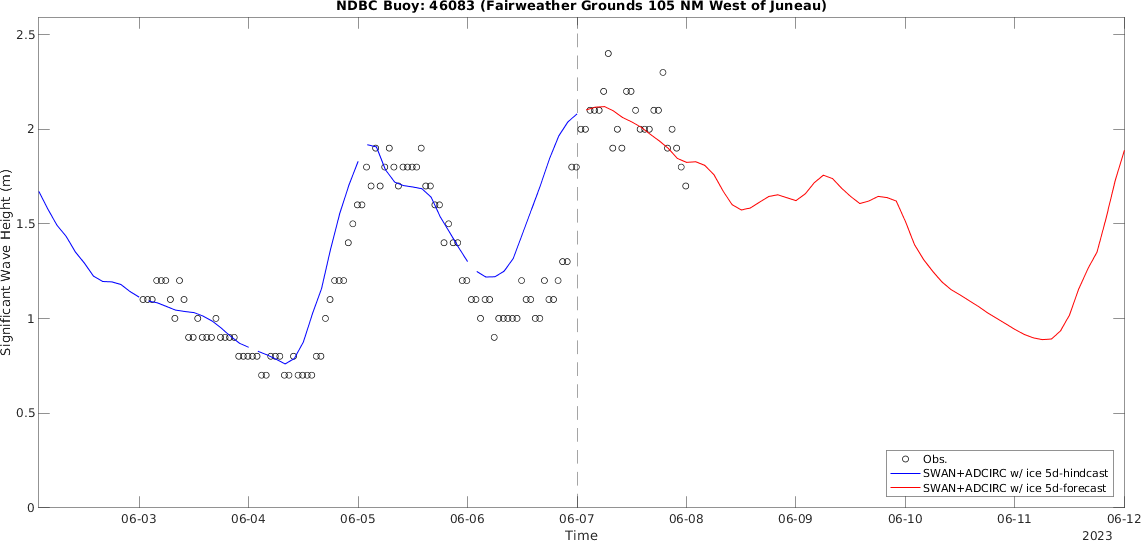 NDBC Buoy: 46083 (Fairweather Grounds 105 NM West of Juneau)
2.5
2
1.5
1
0.5
0
Significant Wave Height (m)
06-03 06-04 06-05 06-06 06-07 06-08 06-09 06-10 06-11 06-12
Time
2023
Obs.
SWAN+ADCIRC w/ ice 5d-hindcast
SWAN+ADCIRC w/ ice 5d-forecast